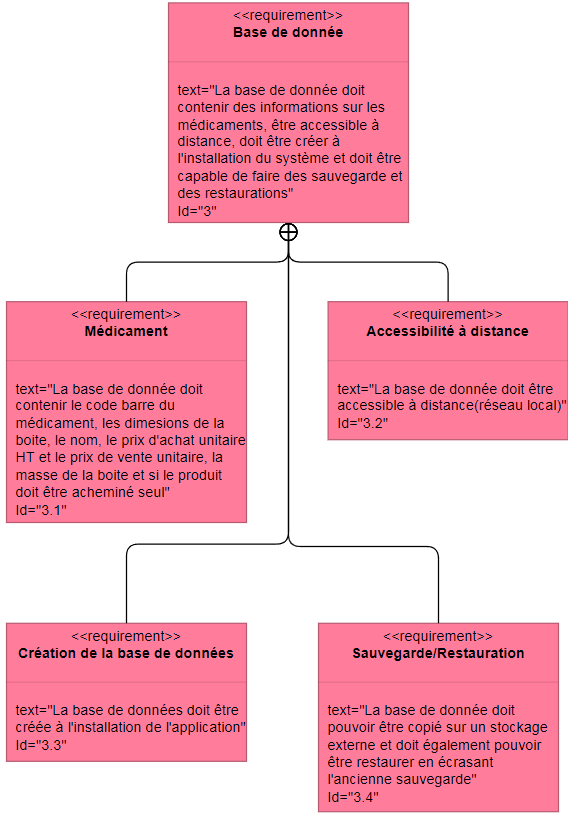 <<requirement>>
Base de donnée
text="La base de donnée doit
contenir des informations sur les
médicaments, être accessible à
distance, doit être créer à
l'installation du système et doit être
capable de faire des sauvegarde et
des restaurations"
Id="3"
<<requirement>>
Médicament
text="La base de donnée doit
contenir le code barre du
médicament, les dimesions de la
boite, le nom, le prix d'achat unitaire
HT et le prix de vente unitaire, la
masse de la boite et si le produit
doit être acheminé seul"
Id="3.1"
<<requirement>>
Accessibilité à distance
text="La base de donnée doit être
accessible à distance(réseau local)"
Id="3.2"
<<requirement>>
Création de la base de données
text="La base de données doit être
créée à l'installation de l'application"
Id="3.3"
<<requirement>>
Sauvegarde/Restauration
text="La base de donnée doit
pouvoir être copié sur un stockage
externe et doit également pouvoir
être restaurer en écrasant
l'ancienne sauvegarde"
Id="3.4"